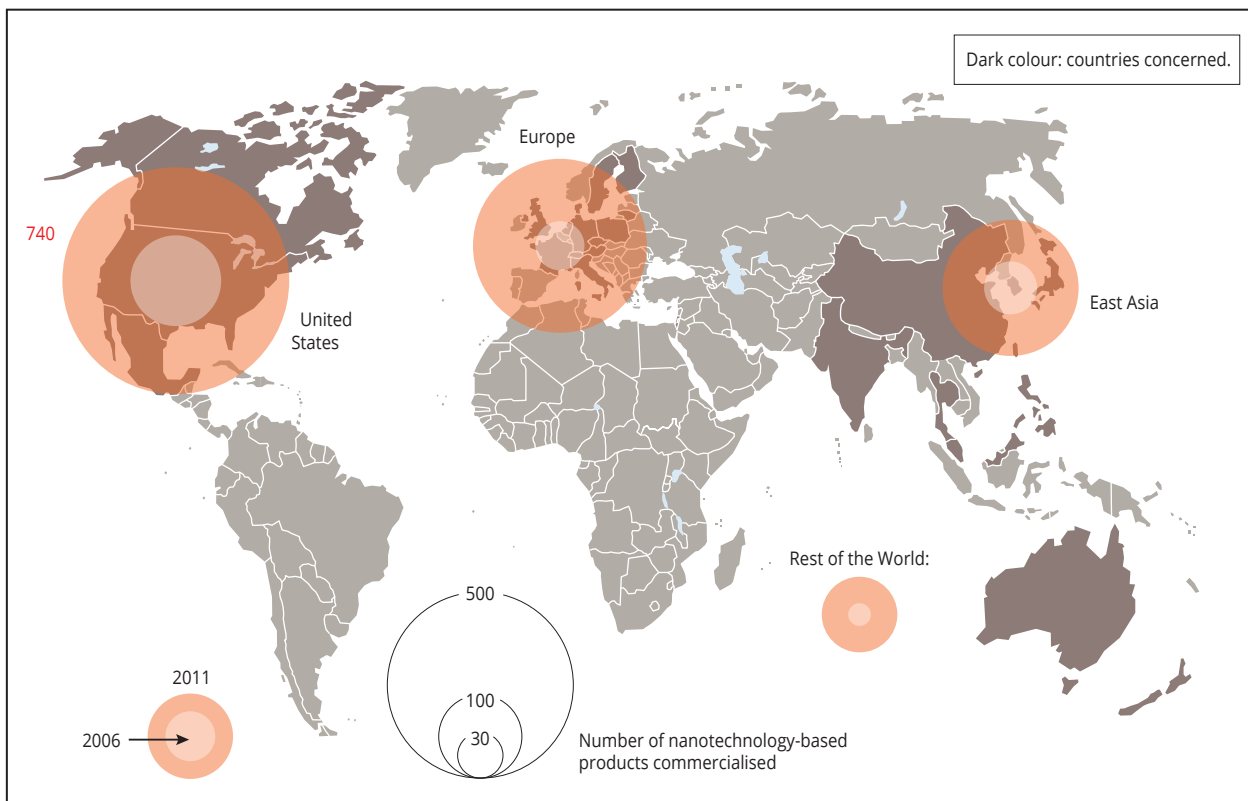 Dark colour: countries concerned.
Europe
740
United
States
East Asia
Rest of the World:
500
100
30
2011
2006
Number of nanotechnology-based
products commercialised